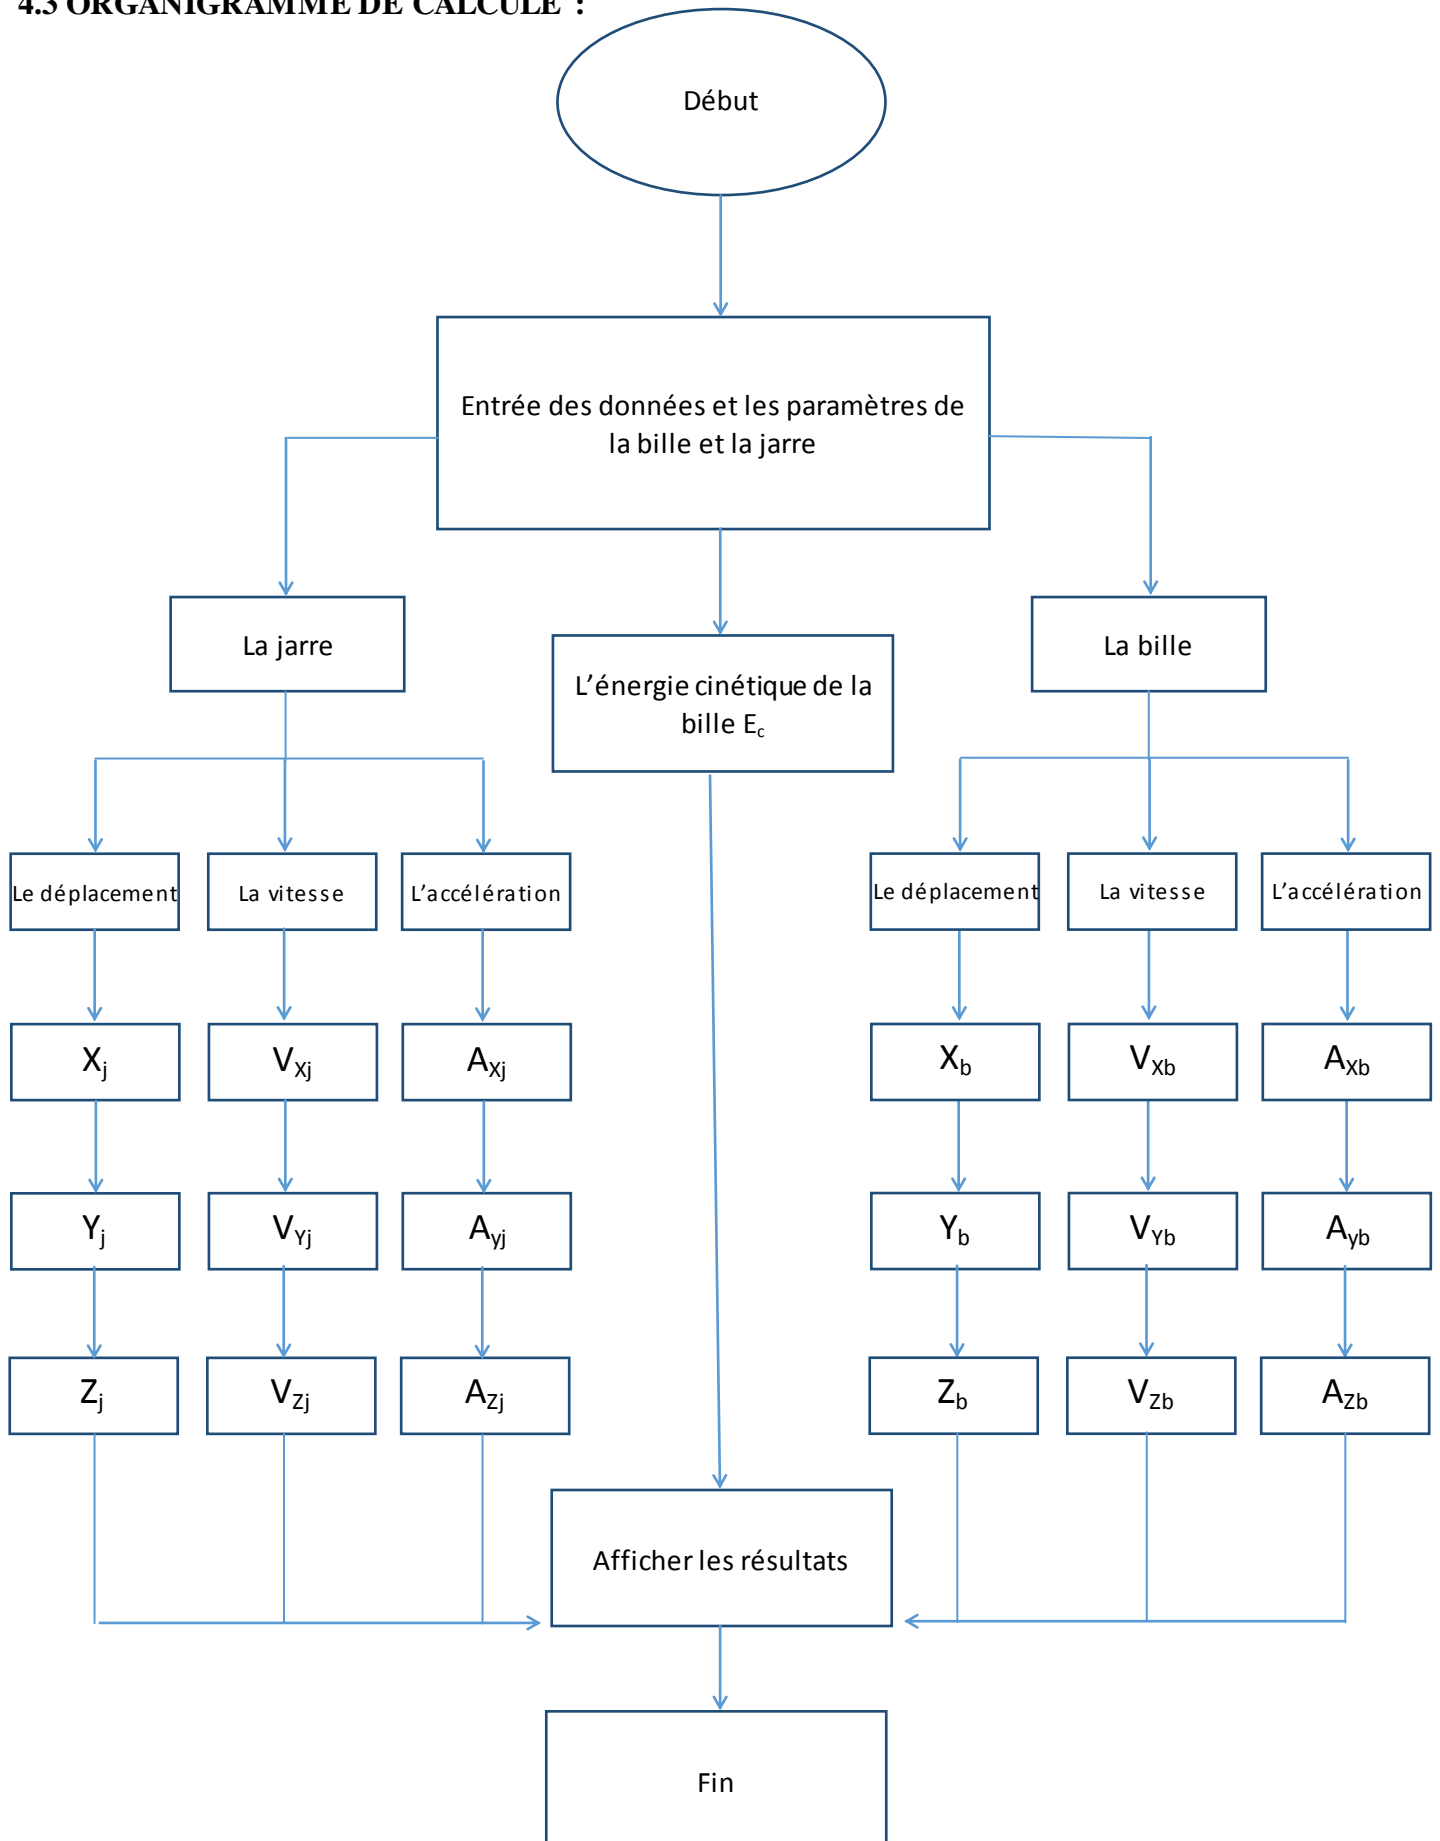 4.3 ORGANIGRAMME DE CALCULE :
Début
Entrée des données et les paramètres de
la bille et la jarre
La jarre
L’énergie cinétique de la
bille Ec
La bille
Le déplacement
La vitesse
L’accélération
Le déplacement
La vitesse
L’accélération
Xj
VXj
AXj
Xb
VXb
AXb
Yj
VYj
Ayj
Yb
VYb
Ayb
Zj
VZj
AZj
Zb
VZb
AZb
Afficher les résultats
Fin